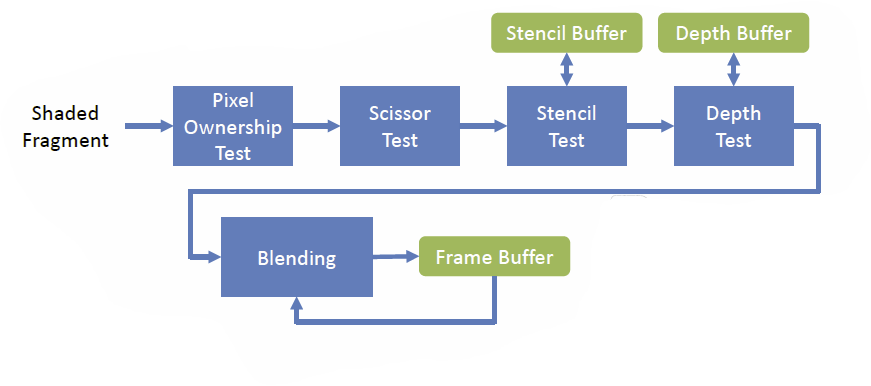 Stencil Buffer
Depth Buffer
Shaded
Fragment
Pixel
Ownership
Test
Scissor
Test
Stencil
Test
Depth
Test
Blending
Frame Buffer